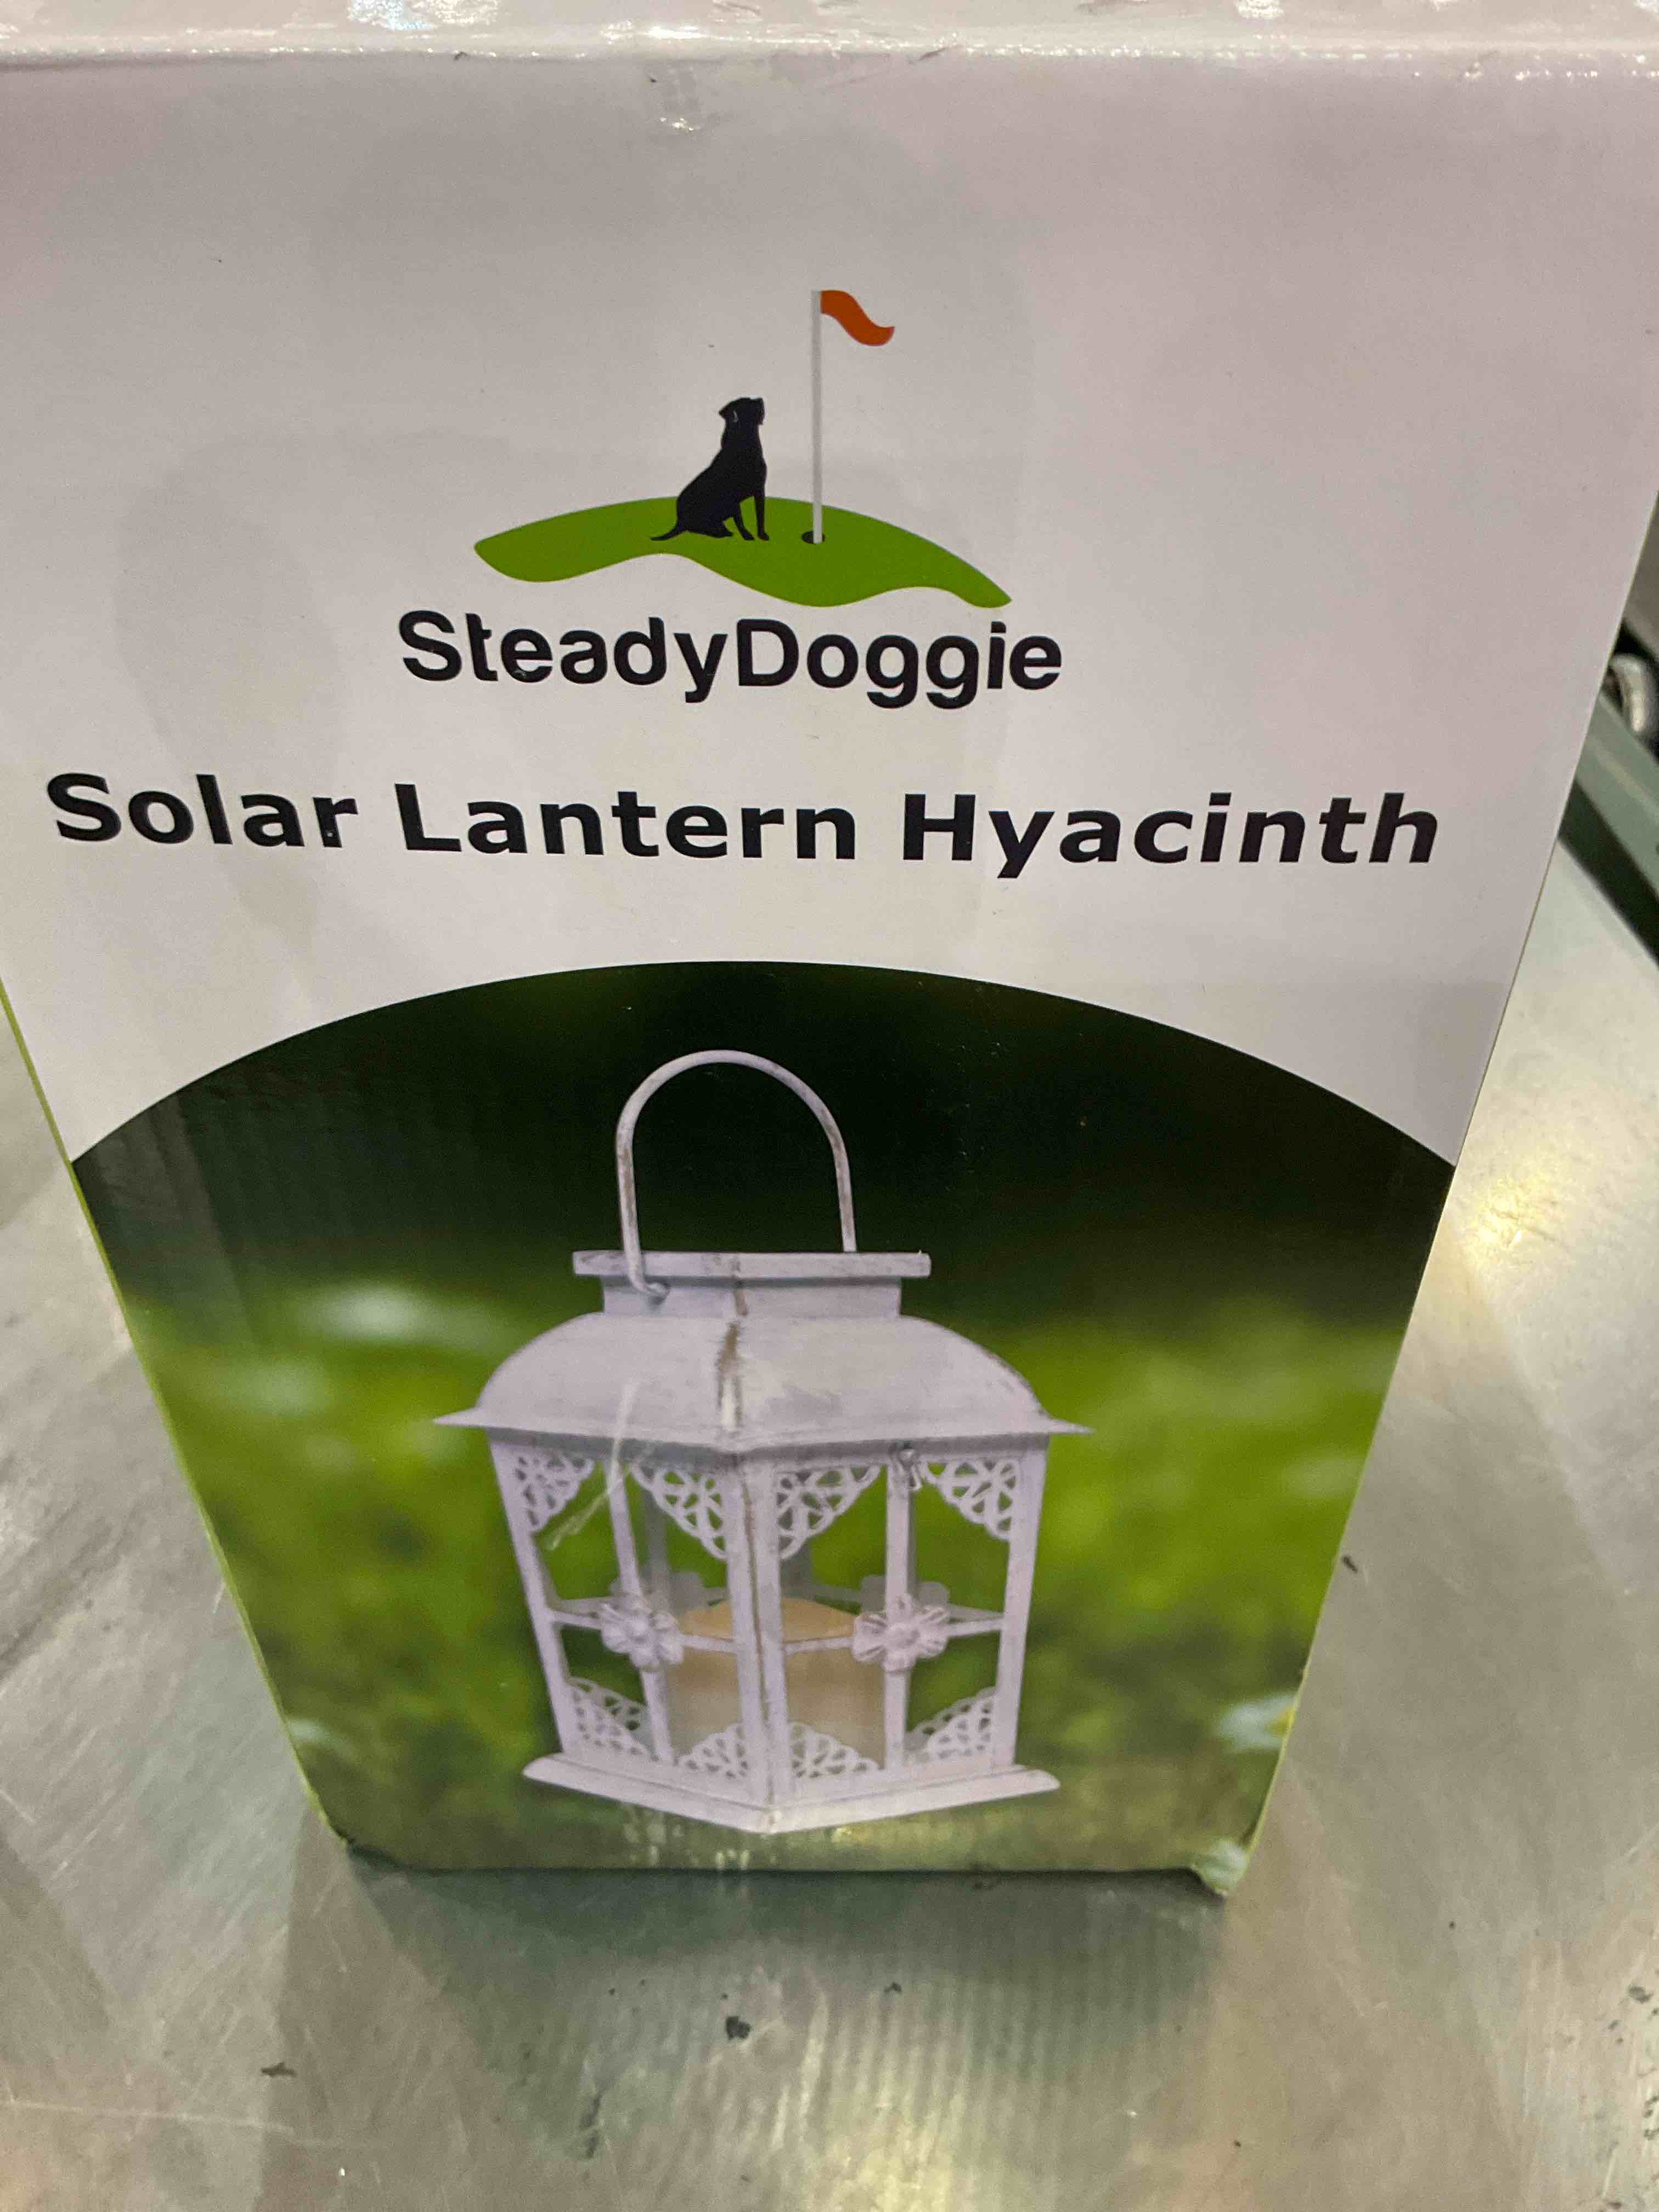 SteadyDoggie
Solar Lantern Hyacinth